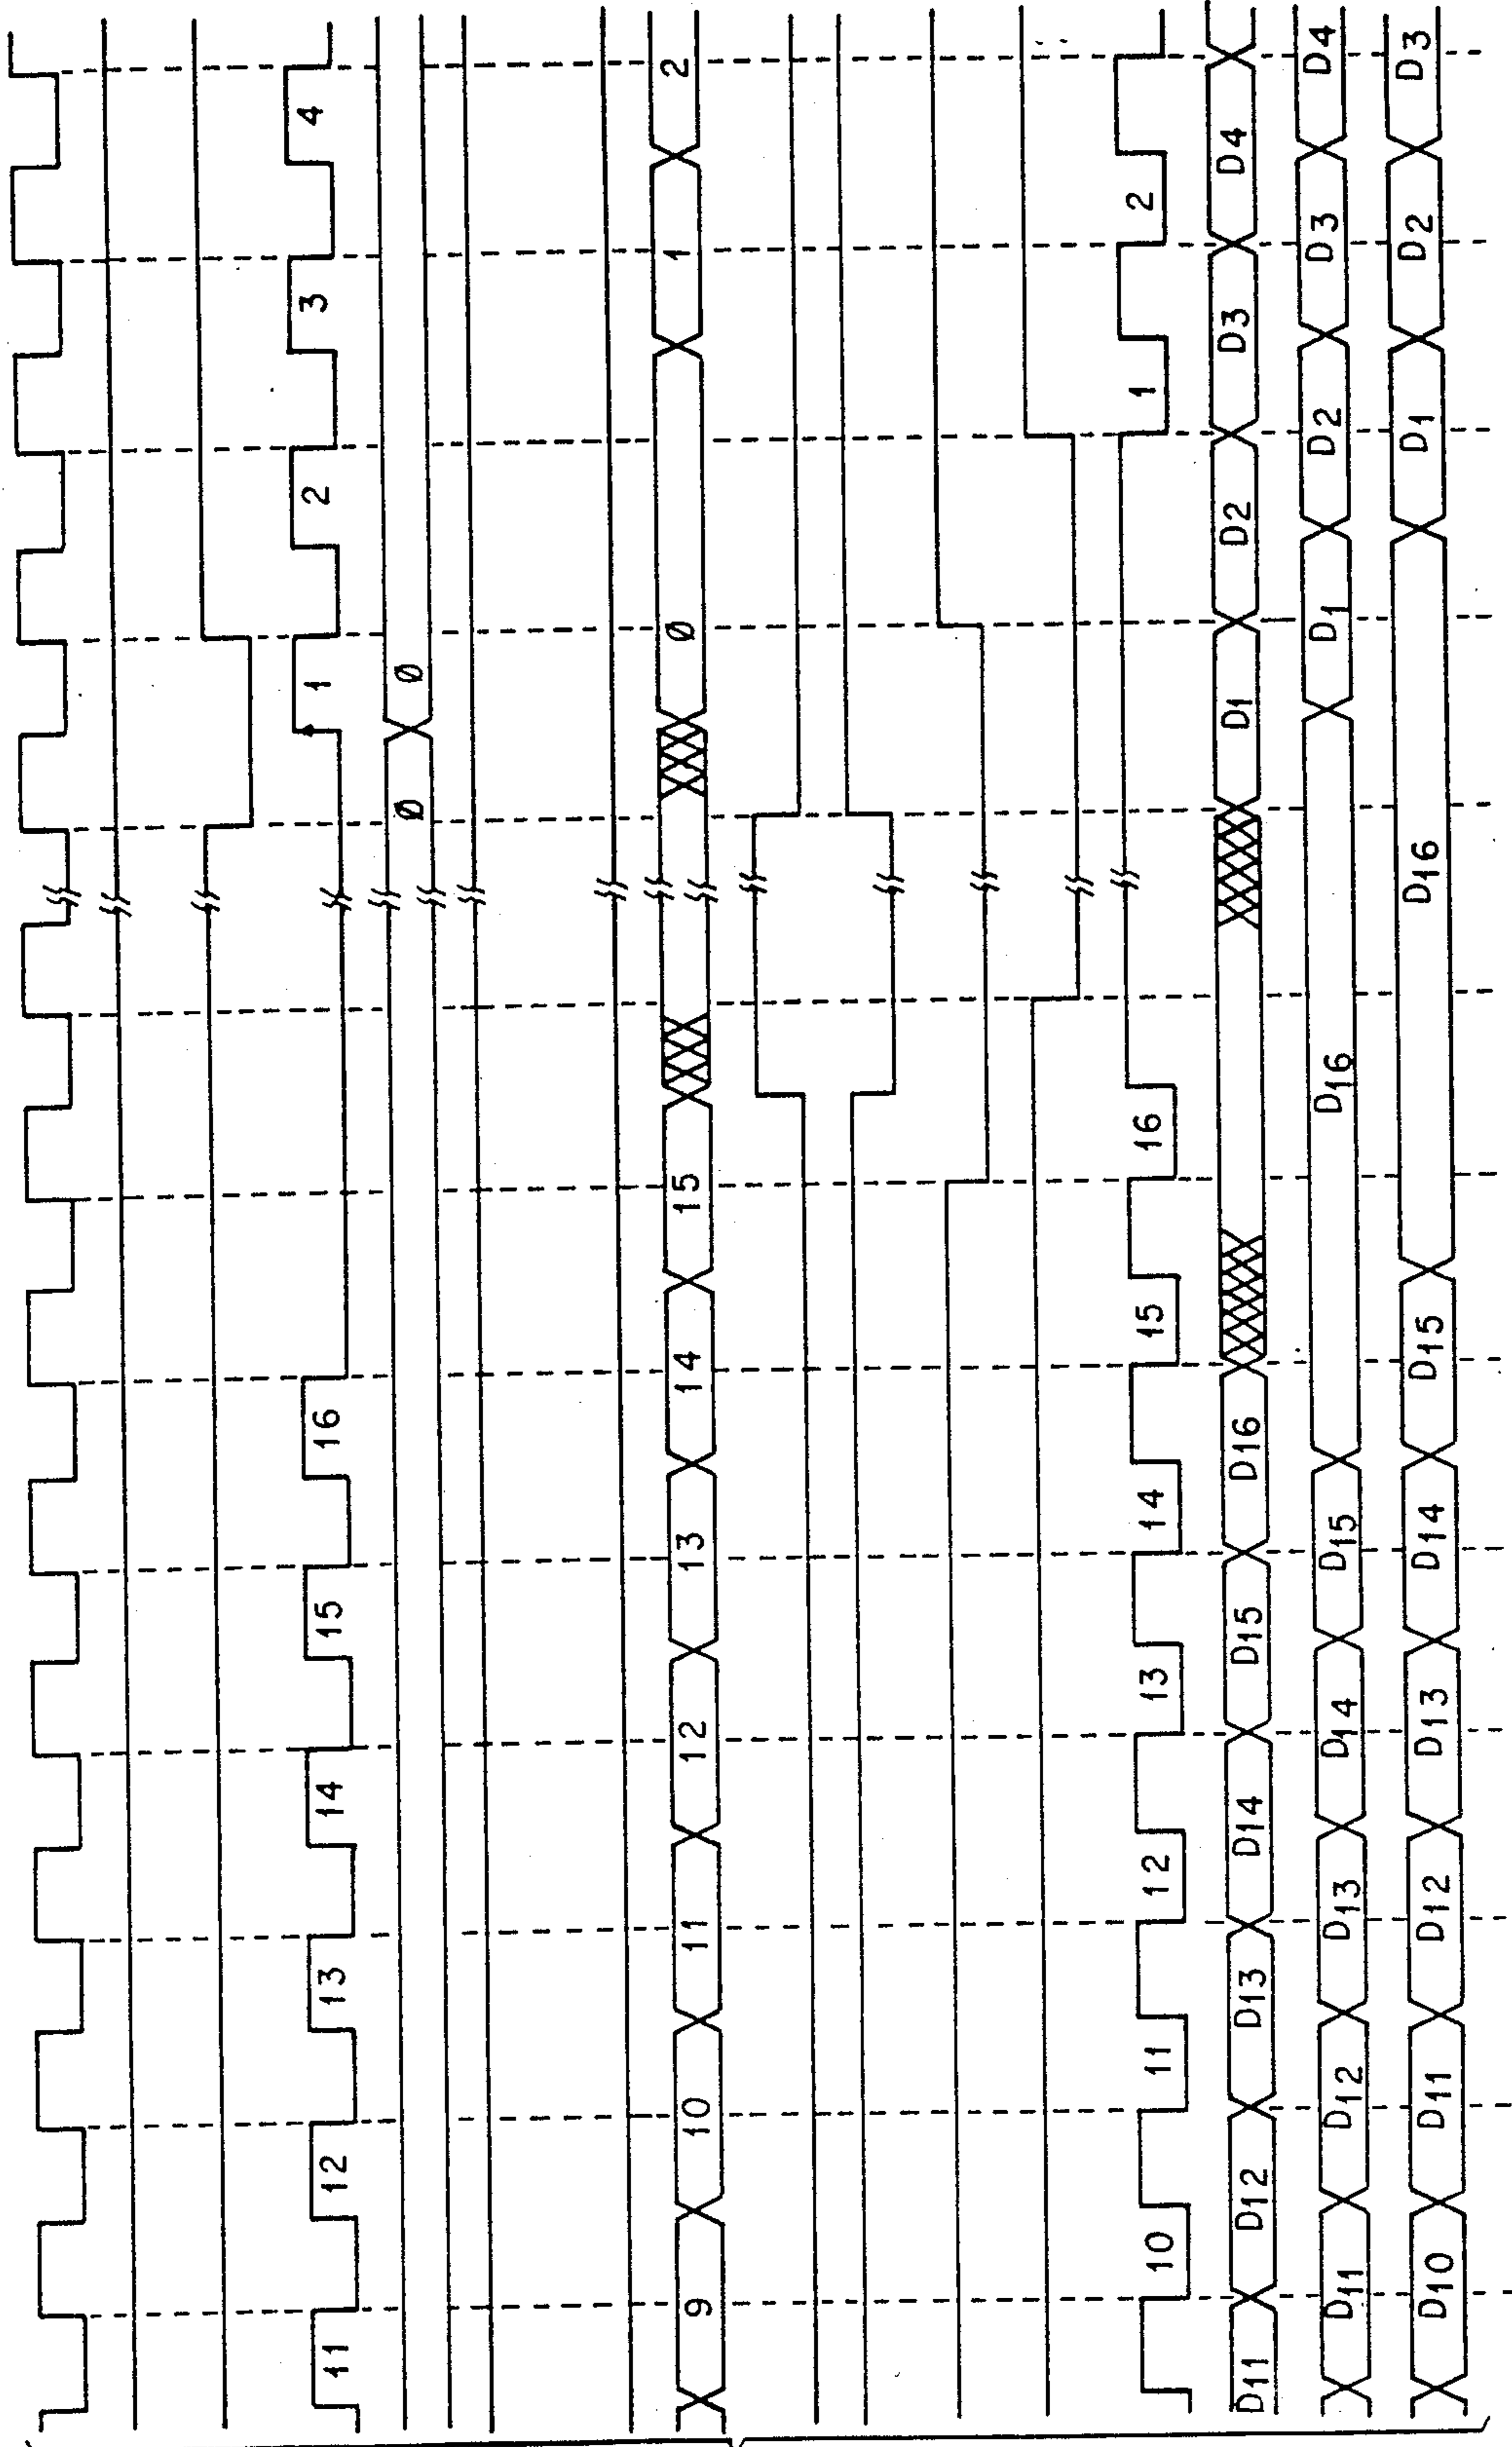 11 12 13 14 15 16 1 2 3 4
Ø Ø
9 10 11 12 13 14 15 Ø 1 2
10 11 12 13 14 15 16 1 2
D11 D12 D13 D14 D15 D16 D1 D2 D3 D4
D11 D12 D13 D14 D15 D16 D1 D2 D3 D4
D10 D11 D12 D13 D14 D15 D16 D1 D2 D3